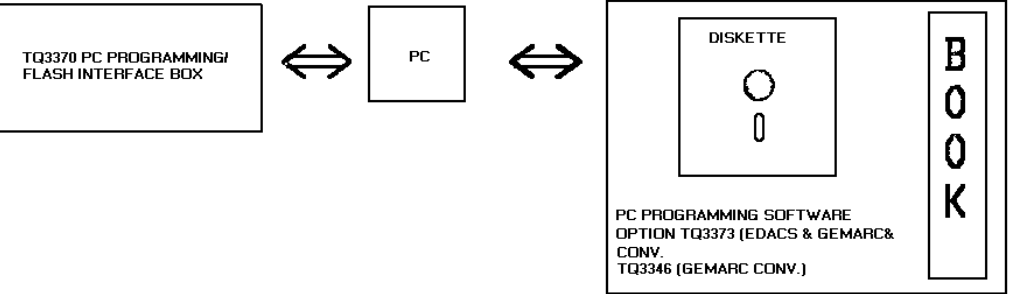 TQ3370 PC PROGRAMMING/
FLASH INTERFACE BOX
PC
DISKETTE
BOOK
PC PROGRAMMING SOFTWARE
OPTION TQ3373 (EDACS & GEMARC&
CONV.
TQ3346 (GEMARC CONV.)